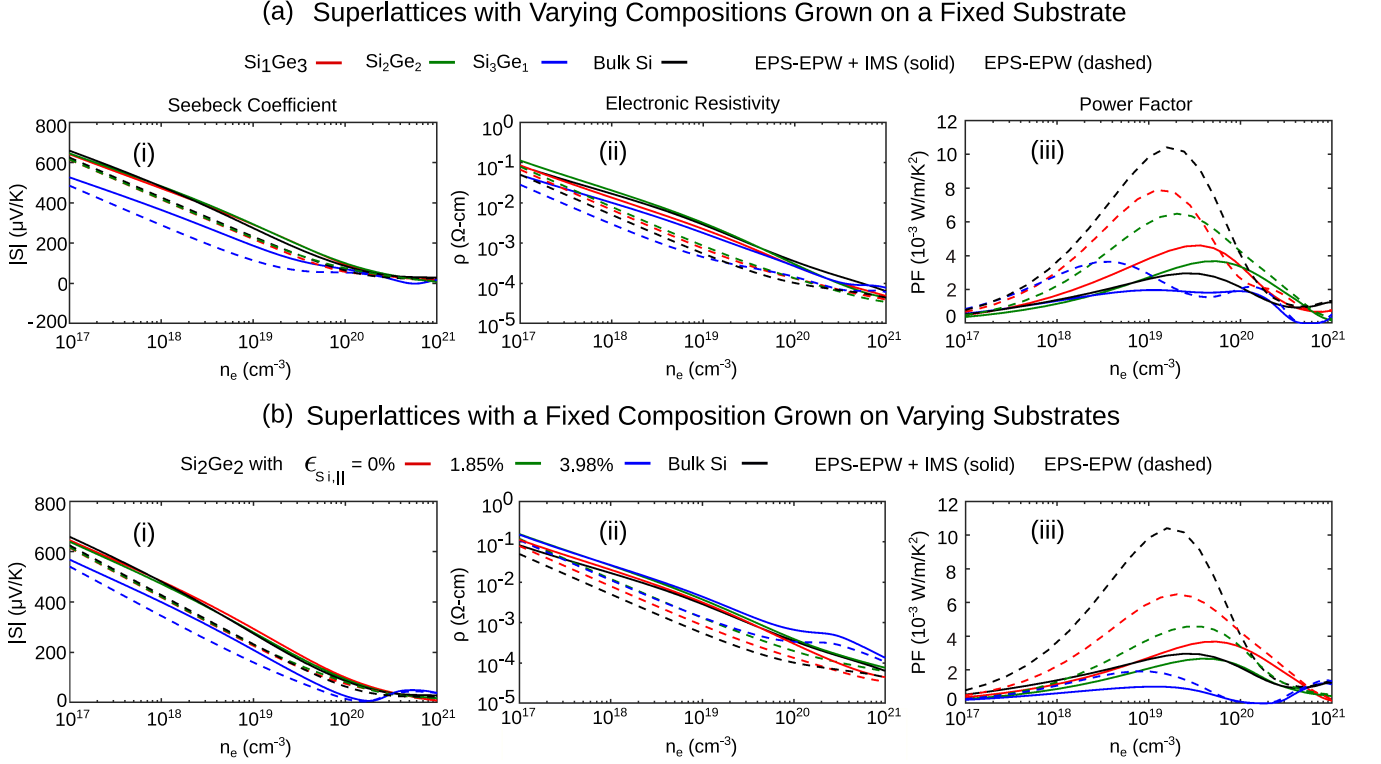 (a) Superlattices with Varying Compositions Grown on a Fixed Substrate
Si1Ge3 Si2Ge2 Si3Ge1 Bulk Si EPS-EPW + IMS (solid) EPS-EPW (dashed)
Seebeck Coefficient Electronic Resistivity Power Factor
(i) (ii) (iii)
|S| (μV/K)
800
600
400
200
0
-200
10^17 10^18 10^19 10^20 10^21
n_e (cm^-3)
ρ (Ω-cm)
10^0
10^-1
10^-2
10^-3
10^-4
10^-5
10^17 10^18 10^19 10^20 10^21
n_e (cm^-3)
PF (10^-3 W/m/K^2)
12
10
8
6
4
2
0
10^17 10^18 10^19 10^20 10^21
n_e (cm^-3)
(b) Superlattices with a Fixed Composition Grown on Varying Substrates
Si2Ge2 with ϵ_Si,|| = 0% 1.85% 3.98% Bulk Si EPS-EPW + IMS (solid) EPS-EPW (dashed)
(i) (ii) (iii)
|S| (μV/K)
800
600
400
200
0
10^17 10^18 10^19 10^20 10^21
n_e (cm^-3)
ρ (Ω-cm)
10^0
10^-1
10^-2
10^-3
10^-4
10^-5
10^17 10^18 10^19 10^20 10^21
n_e (cm^-3)
PF (10^-3 W/m/K^2)
12
10
8
6
4
2
0
10^17 10^18 10^19 10^20 10^21
n_e (cm^-3)